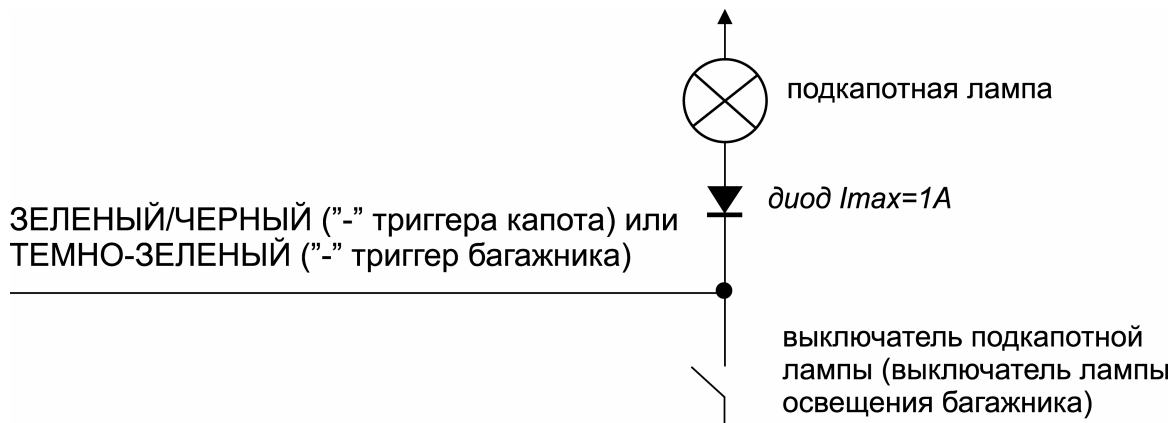 подкапотная лампа
диод Imax=1A
ЗЕЛЕНЫЙ/ЧЕРНЫЙ (”-” триггера капота) или
ТЕМНО-ЗЕЛЕНЫЙ (”-” триггер багажника)
выключатель подкапотной
лампы (выключатель лампы
освещения багажника)